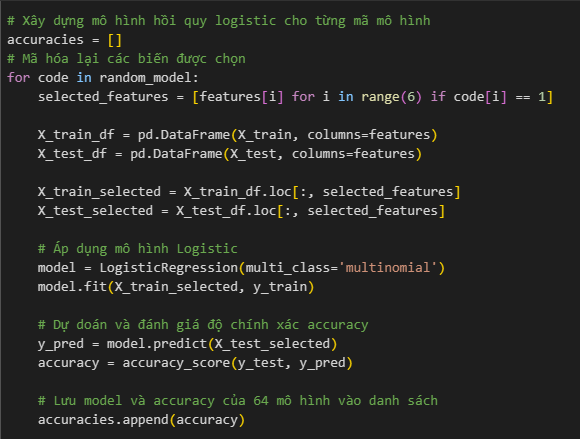 # Xây dựng mô hình hồi quy logistic cho từng mã mô hình
accuracies = []
# Mã hóa lại các biến được chọn
for code in random_model:
    selected_features = [features[i] for i in range(6) if code[i] == 1]

    X_train_df = pd.DataFrame(X_train, columns=features)
    X_test_df = pd.DataFrame(X_test, columns=features)

    X_train_selected = X_train_df.loc[:, selected_features]
    X_test_selected = X_test_df.loc[:, selected_features]

    # Áp dụng mô hình Logistic
    model = LogisticRegression(multi_class='multinomial')
    model.fit(X_train_selected, y_train)

    # Dự doán và đánh giá độ chính xác accuracy
    y_pred = model.predict(X_test_selected)
    accuracy = accuracy_score(y_test, y_pred)

    # Lưu model và accuracy của 64 mô hình vào danh sách
    accuracies.append(accuracy)